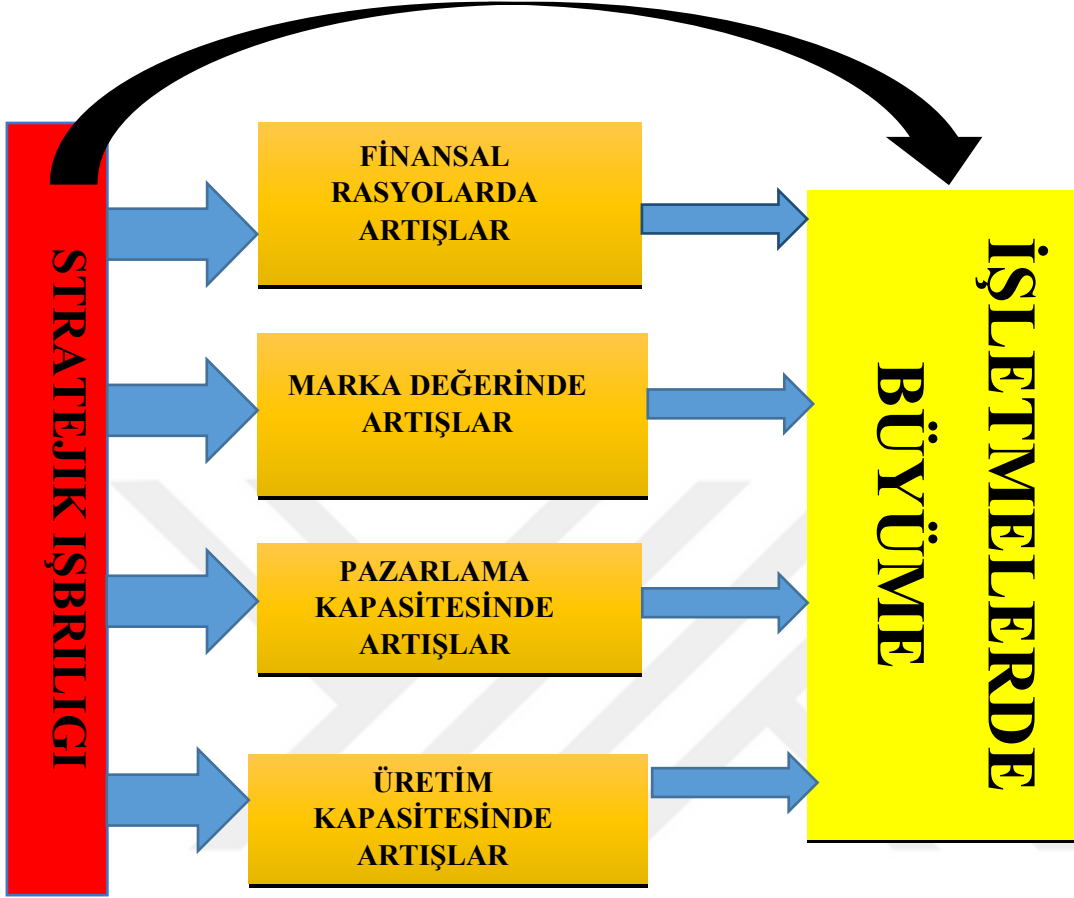 STRATEJIK IŞBRILIGI
FİNANSAL
RASYOLARDA
ARTIŞLAR
MARKA DEĞERİNDE
ARTIŞLAR
PAZARLAMA
KAPASİTESİNDE
ARTIŞLAR
ÜRETİM
KAPASİTESİNDE
ARTIŞLAR
İŞLETMELERDE
BÜYÜME